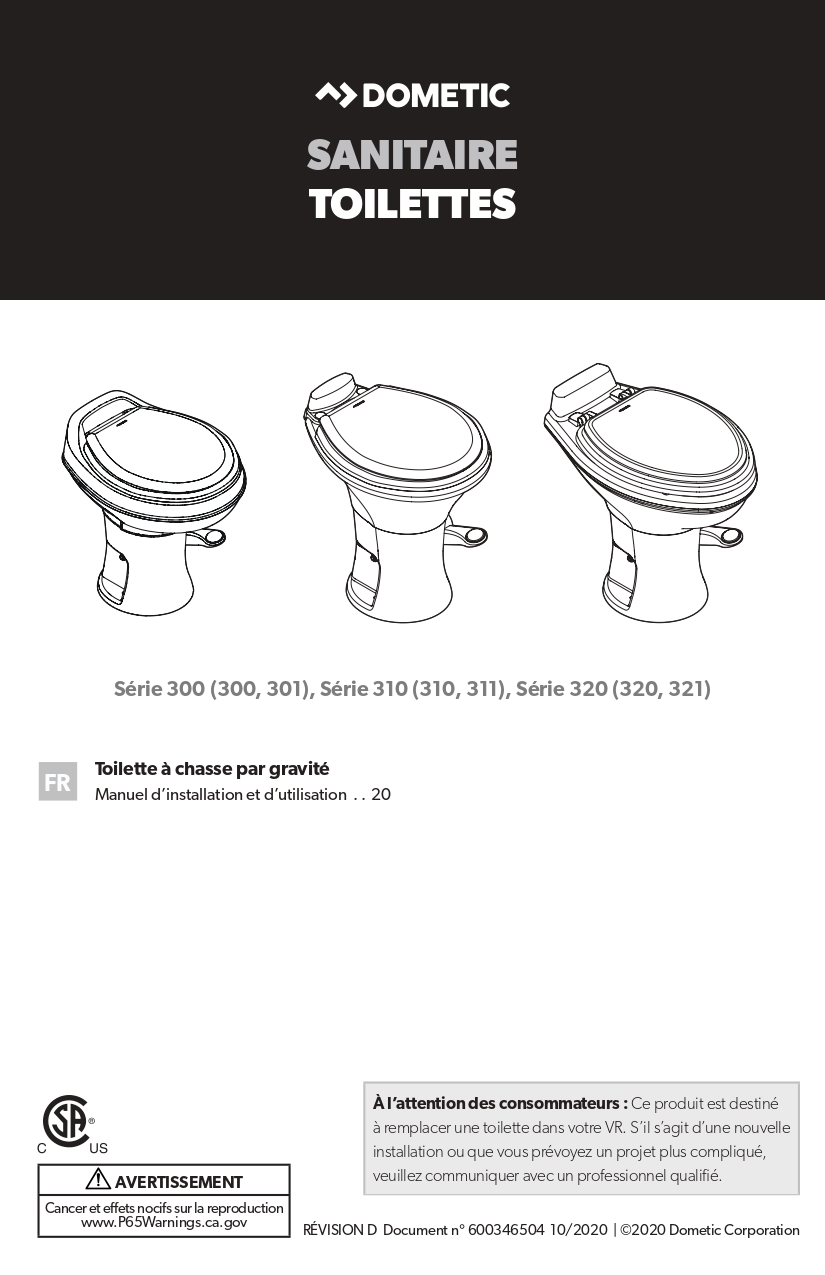 DOMETIC
SANITAIRE
TOILETTES
Série 300 (300, 301), Série 310 (310, 311), Série 320 (320, 321)
FR
Toilette à chasse par gravité
Manuel d’installation et d’utilisation . . 20
SA ®
C US
AVERTISSEMENT
Cancer et effets nocifs sur la reproduction
www.P65Warnings.ca.gov
À l’attention des consommateurs : Ce produit est destiné
à remplacer une toilette dans votre VR. S’il s’agit d’une nouvelle
installation ou que vous prévoyez un projet plus compliqué,
veuillez communiquer avec un professionnel qualifié.
RÉVISION D Document n° 600346504 10/2020 | ©2020 Dometic Corporation